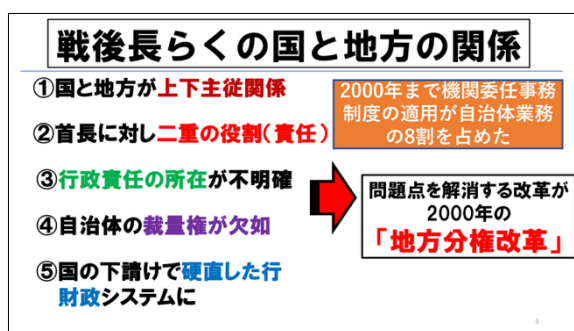 戦後長らくの国と地方の関係
①国と地方が上下主従関係
②首長に対し二重の役割(責任)
③行政責任の所在が不明確
④自治体の裁量権が欠如
⑤国の下請けで硬直した行
財政システムに
2000年まで機関委任事務
制度の適用が自治体業務
の8割を占めた
問題点を解消する改革が
2000年の
「地方分権改革」
4